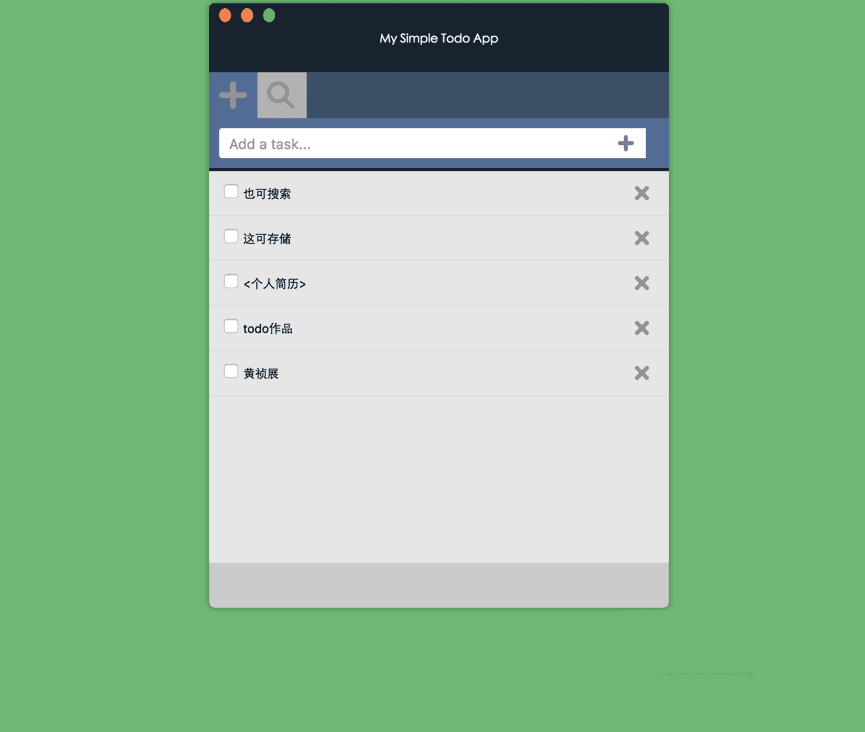 My Simple Todo App
Add a task...
也可搜索
这可存储
<个人简历>
todo作品
黄祯展